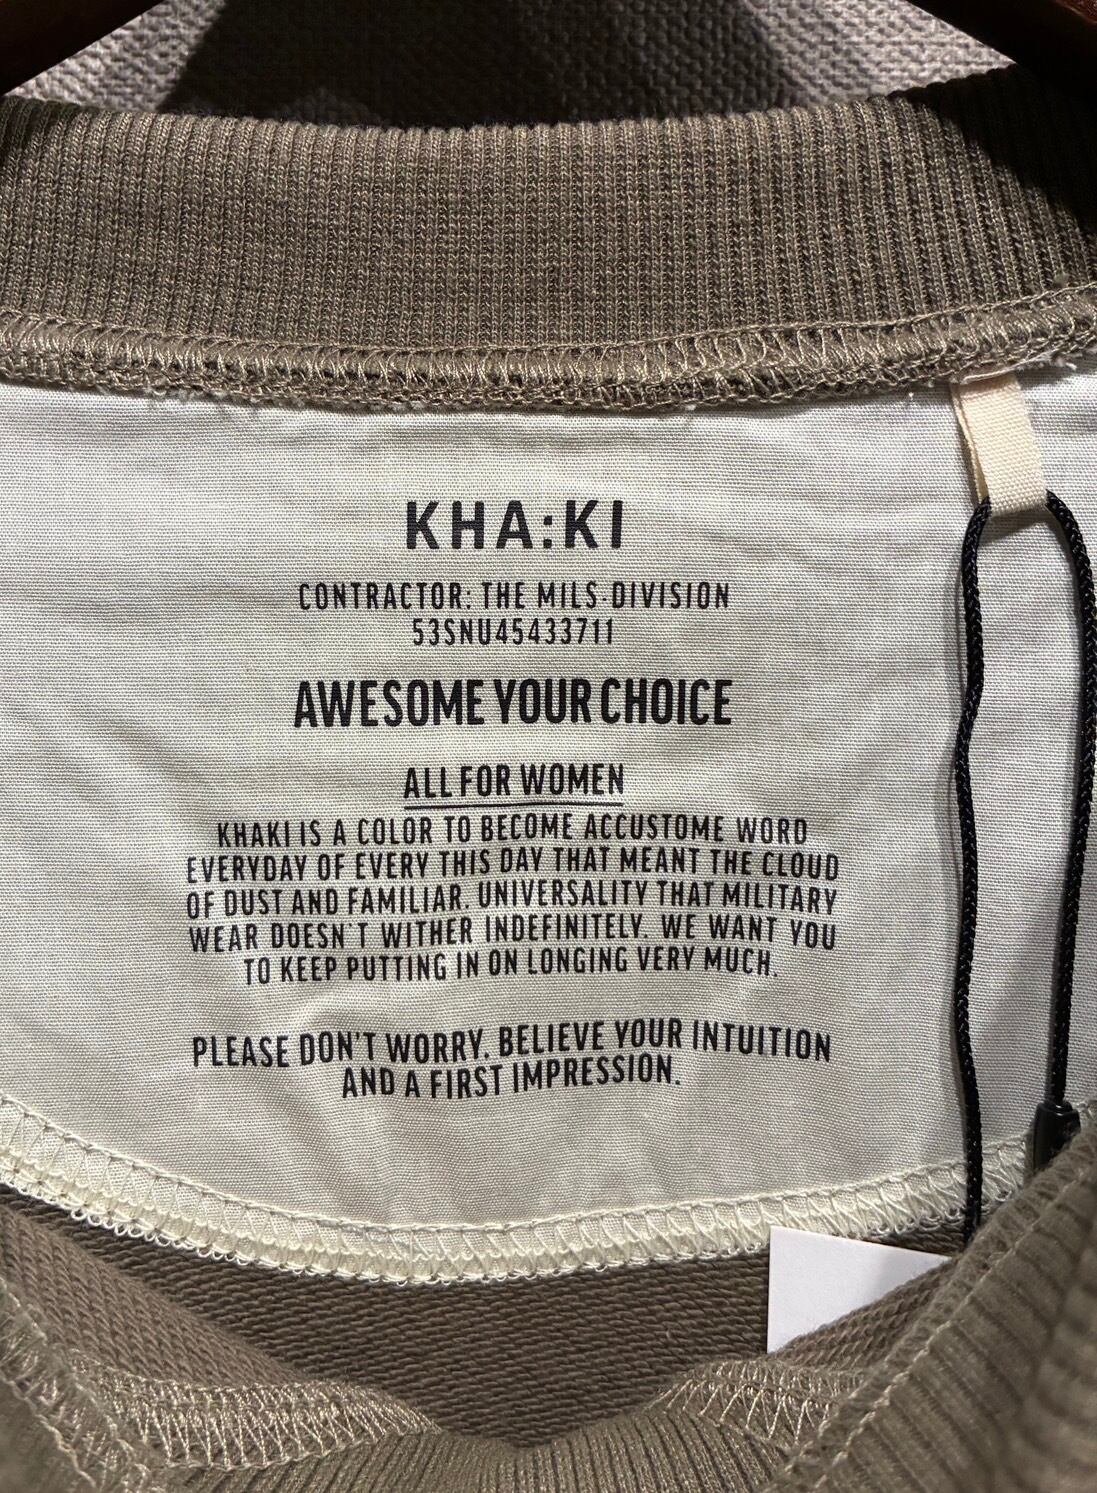 KHA:KI
CONTRACTOR: THE MILS-DIVISION
53SNU45433711
AWESOME YOUR CHOICE
ALL FOR WOMEN
KHAKI IS A COLOR TO BECOME ACCUSTOME WORD
EVERYDAY OF EVERY THIS DAY THAT MEANT THE CLOUD
OF DUST AND FAMILIAR. UNIVERSALITY THAT MILITARY
WEAR DOESN'T WITHER INDEFINITELY. WE WANT YOU
TO KEEP PUTTING IN ON LONGING VERY MUCH.
PLEASE DON'T WORRY. BELIEVE YOUR INTUITION
AND A FIRST IMPRESSION.